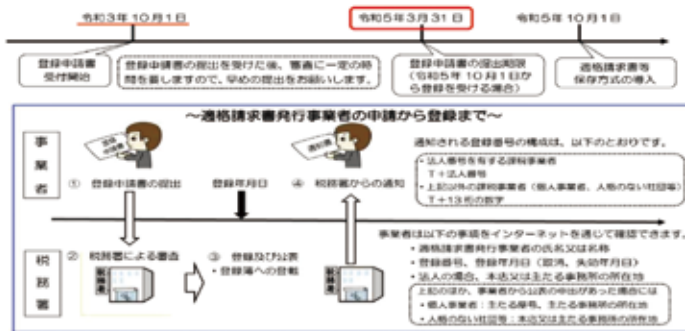 令和3年10月1日
令和5年3月31日
令和5年10月1日
登録申請書
受付開始
登録申請書の提出を受けた後、審査に一定の時
間を要しますので、早めの提出をお願いします。
登録申請書の提出期限
(令和5年10月1日か
ら登録を受ける場合)
適格請求書等
保存方式の導入
～適格請求書発行事業者の申請から登録まで～
事業者
登録
申請書
通知書
① 登録申請書の提出
登録年月日
④ 税務署からの通知
通知される登録番号の構成は、以下のとおりです。
・法人番号を有する課税事業者
T+法人番号
・上記以外の課税事業者(個人事業者、人格のない社団等)
T+13桁の数字
税務署
② 税務署による審査
税務署
③ 登録及び公表
・登録簿への登載
税務署
事業者は以下の事項をインターネットを通じて確認できます。
・適格請求書発行事業者の氏名又は名称
・登録番号、登録年月日(取消、失効年月日)
・法人の場合、本店又は主たる事務所の所在地
上記のほか、事業者から公表の申出があった場合には
・個人事業者:主たる屋号、主たる事務所の所在地
・人格のない社団等:本店又は主たる事務所の所在地